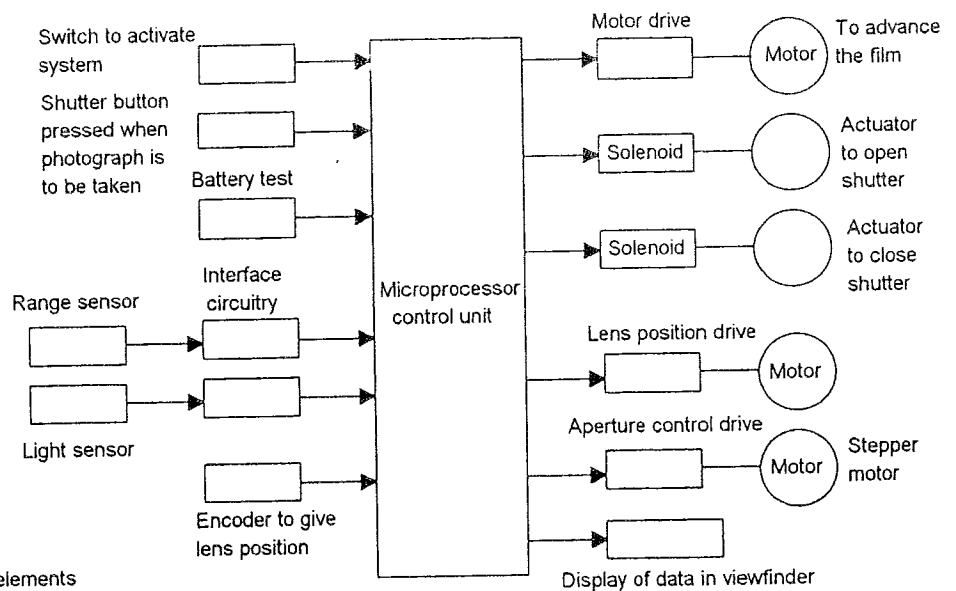 Switch to activate
system
Shutter button
pressed when
photograph is
to be taken
Battery test
Interface
circuitry
Range sensor
Light sensor
Encoder to give
lens position
elements
Microprocessor
control unit
Motor drive
Motor
To advance
the film
Solenoid
Actuator
to open
shutter
Solenoid
Actuator
to close
shutter
Lens position drive
Motor
Aperture control drive
Motor
Stepper
motor
Display of data in viewfinder